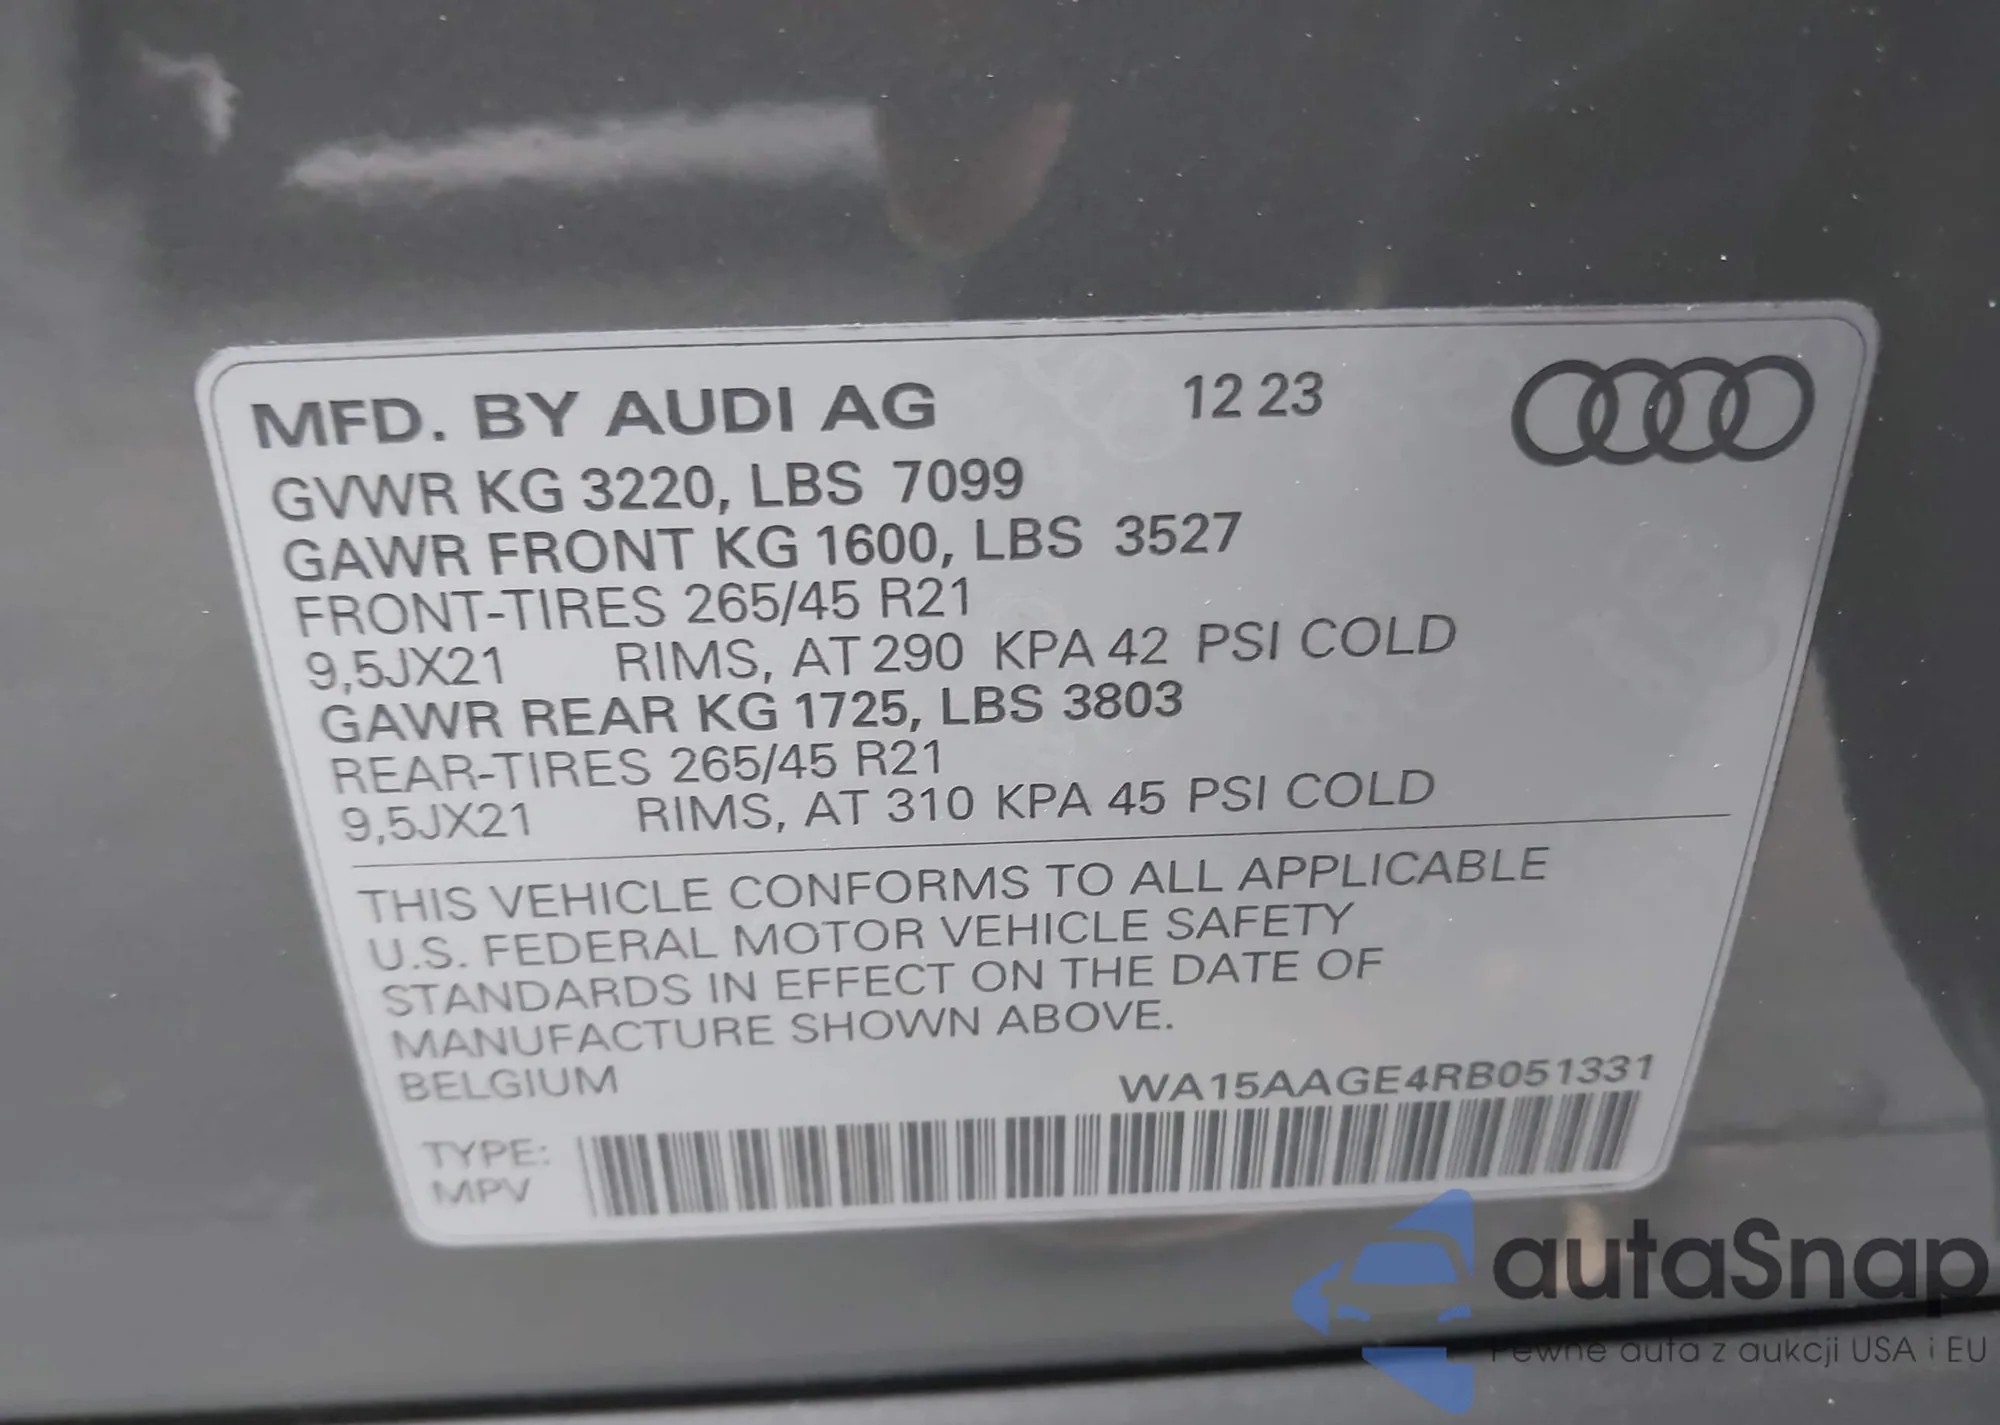 MFD. BY AUDI AG 12 23
GVWR KG 3220, LBS 7099
GAWR FRONT KG 1600, LBS 3527
FRONT-TIRES 265/45 R21
9,5JX21 RIMS, AT 290 KPA 42 PSI COLD
GAWR REAR KG 1725, LBS 3803
REAR-TIRES 265/45 R21
9,5JX21 RIMS, AT 310 KPA 45 PSI COLD
THIS VEHICLE CONFORMS TO ALL APPLICABLE
U.S. FEDERAL MOTOR VEHICLE SAFETY
STANDARDS IN EFFECT ON THE DATE OF
MANUFACTURE SHOWN ABOVE.
BELGIUM WA15AAGE4RB051331
TYPE:
MPV
autaSnap
Pewne auta z aukcji USA i EU